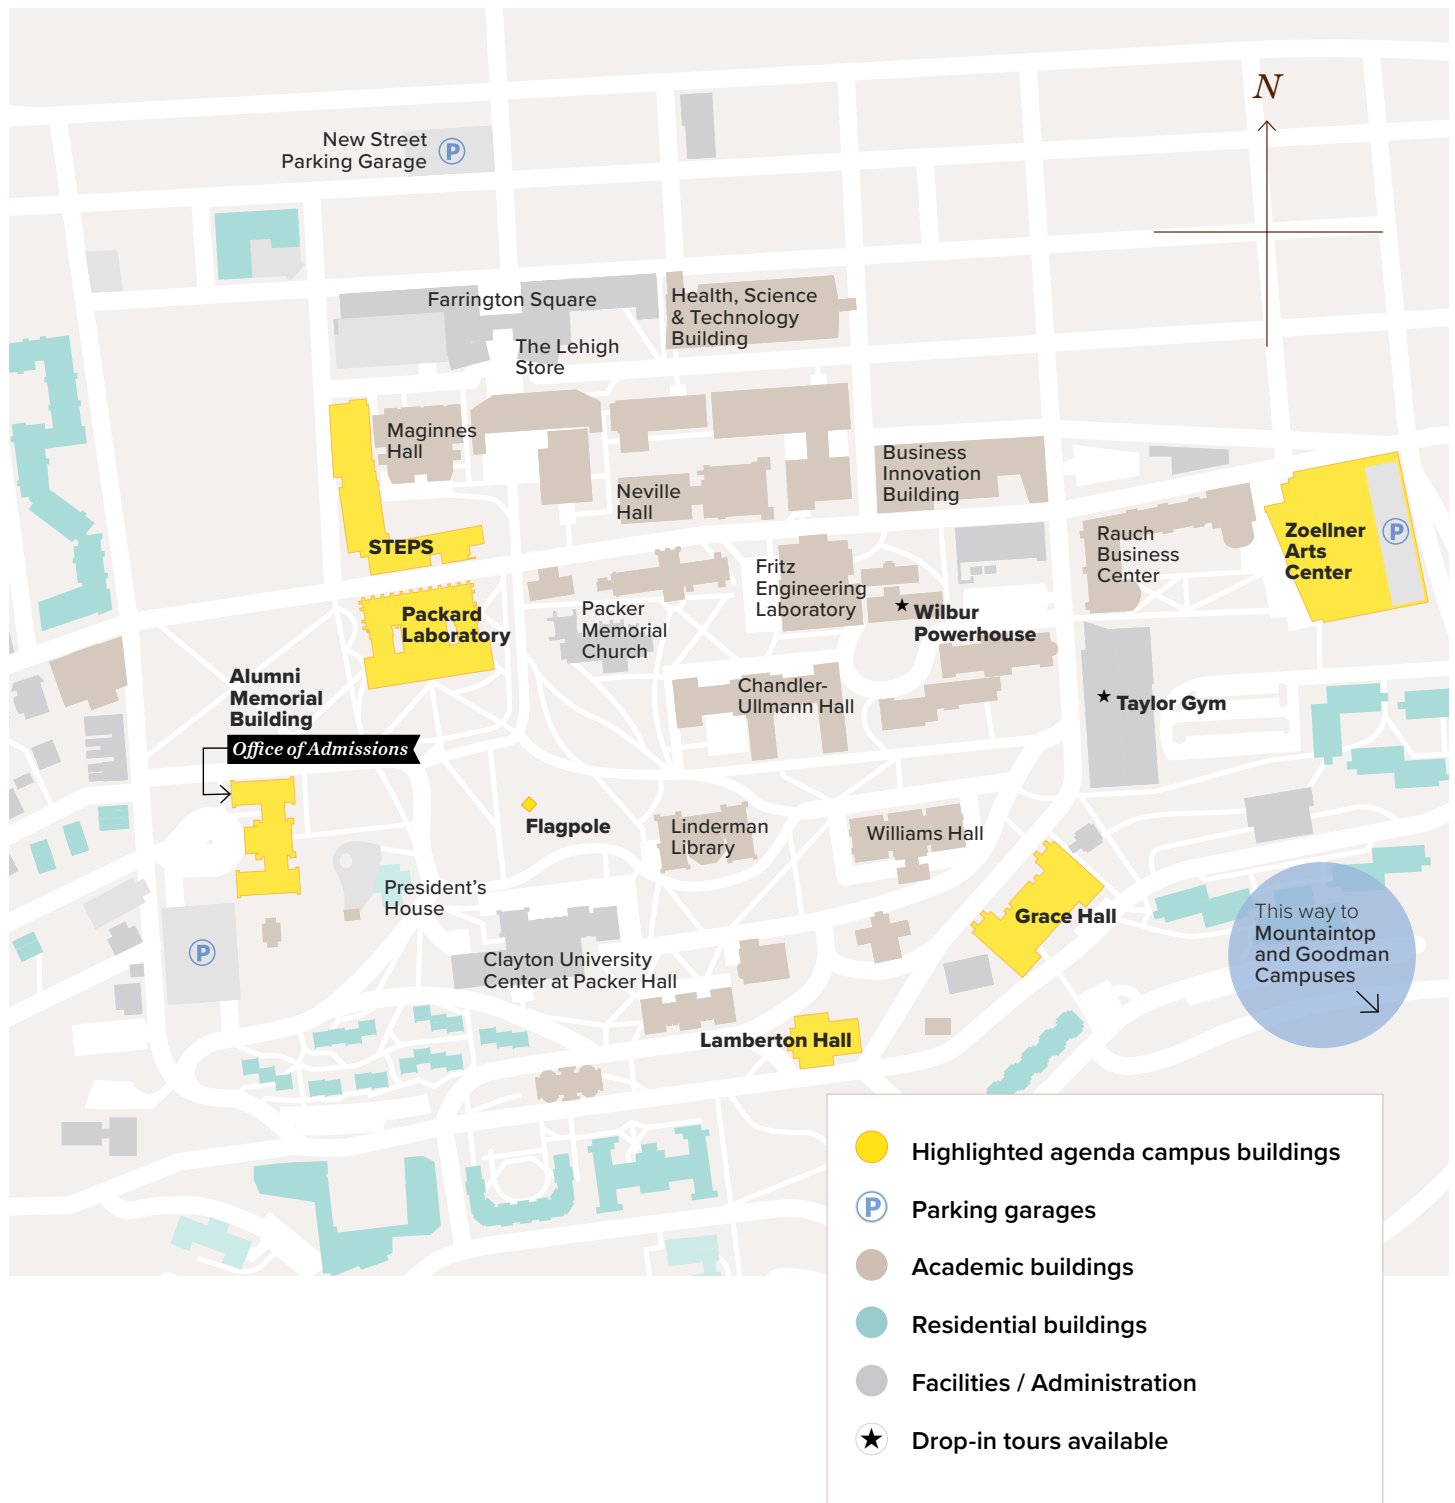 N
New Street
Parking Garage
P
Farrington Square
Health, Science
& Technology
Building
The Lehigh
Store
Maginnes
Hall
Business
Innovation
Building
Neville
Hall
STEPS
Rauch
Business
Center
Zoellner
Arts
Center
P
Fritz
Engineering
Laboratory
Packard
Laboratory
Packer
Memorial
Church
Wilbur
Powerhouse
Alumni
Memorial
Building
Office of Admissions
Chandler-
Ullmann Hall
Taylor Gym
Flagpole
Linderman
Library
Williams Hall
President's
House
Grace Hall
This way to
Mountaintop
and Goodman
Campuses
P
Clayton University
Center at Packer Hall
Lamberton Hall
Highlighted agenda campus buildings
P
Parking garages
Academic buildings
Residential buildings
Facilities / Administration
Drop-in tours available